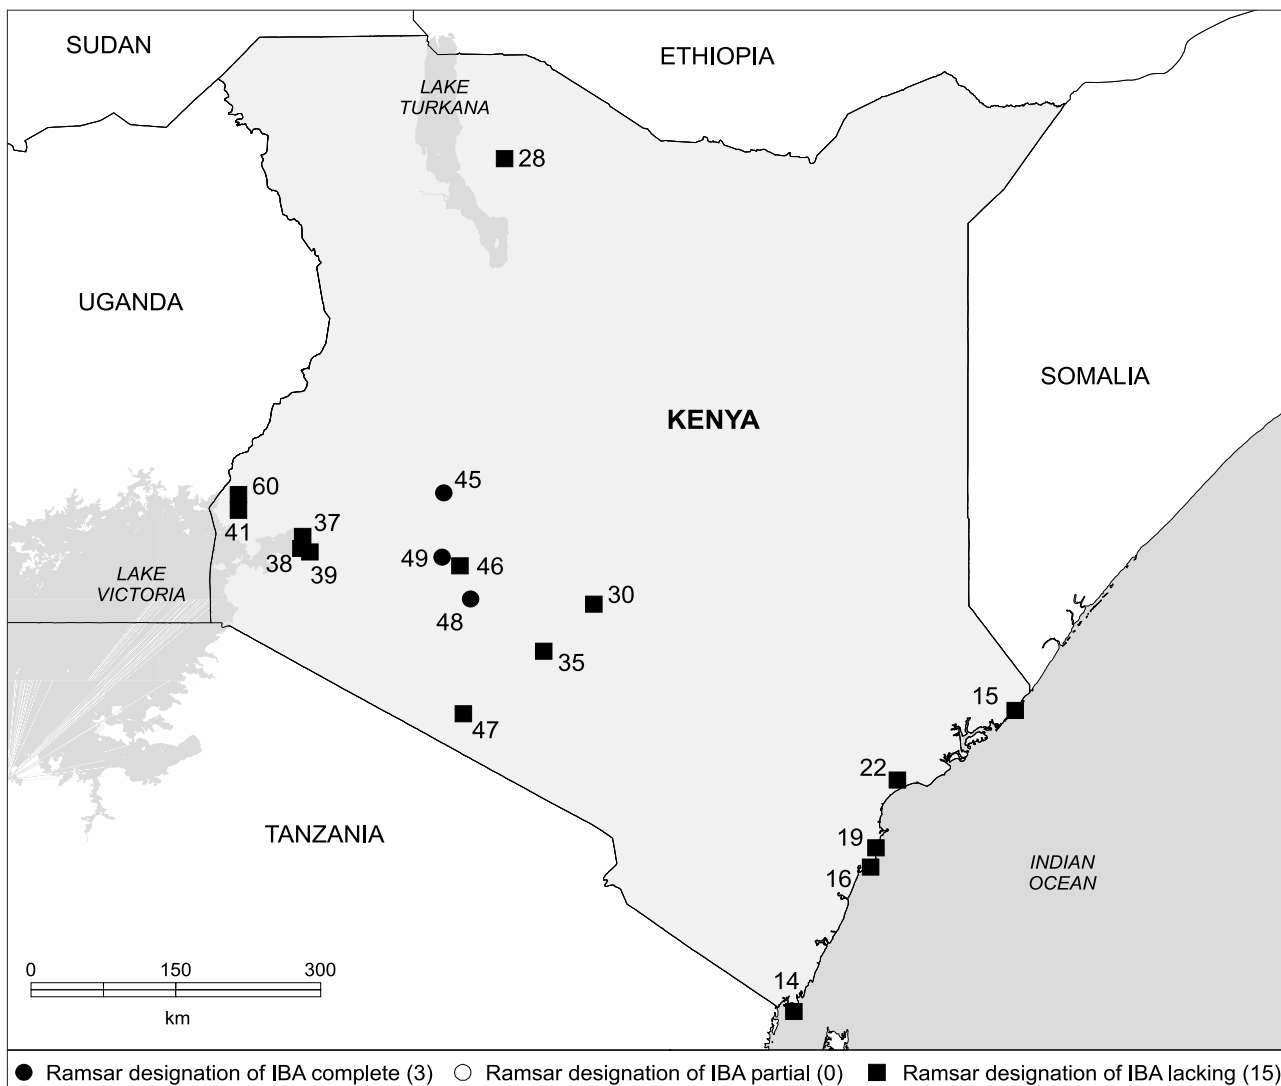 SUDAN
ETHIOPIA
LAKE
TURKANA
28
UGANDA
SOMALIA
KENYA
60
45
41
37
49
46
38
39
LAKE
VICTORIA
30
48
35
15
47
22
TANZANIA
19
INDIAN
OCEAN
16
0 150 300
14
km
Ramsar designation of IBA complete (3) Ramsar designation of IBA partial (0) Ramsar designation of IBA lacking (15)